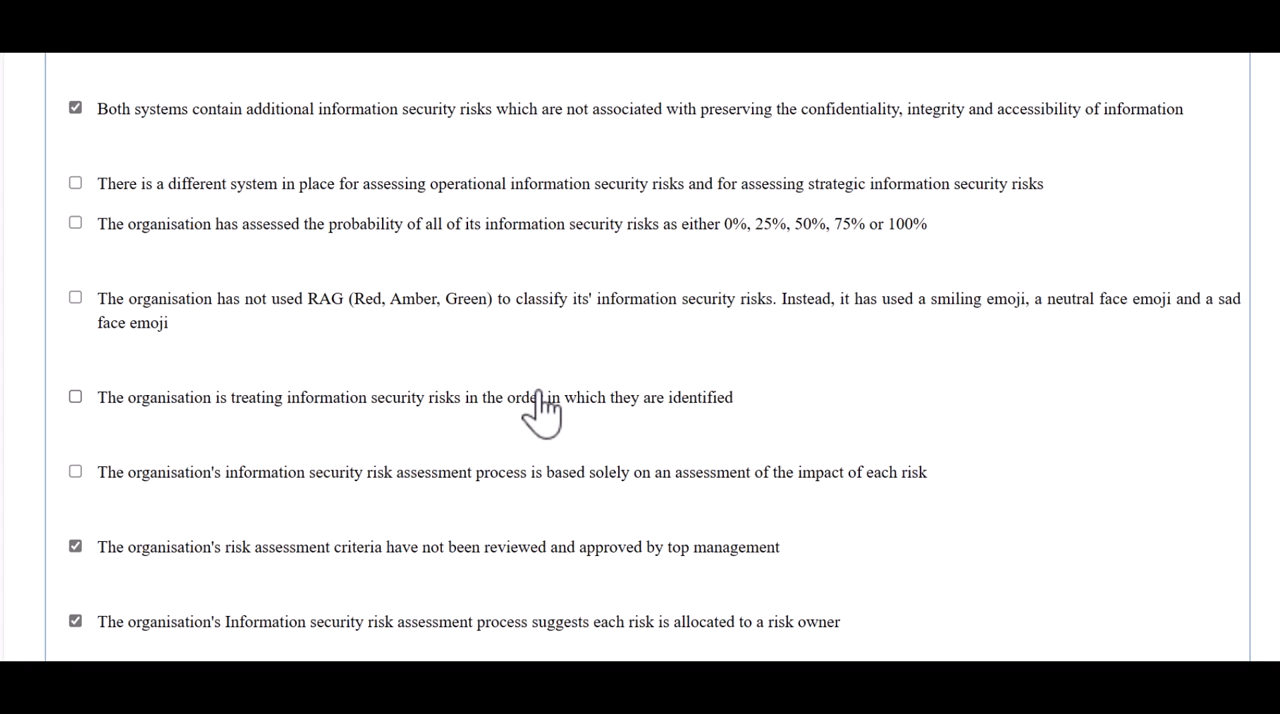 Both systems contain additional information security risks which are not associated with preserving the confidentiality, integrity and accessibility of information
There is a different system in place for assessing operational information security risks and for assessing strategic information security risks
The organisation has assessed the probability of all of its information security risks as either 0%, 25%, 50%, 75% or 100%
The organisation has not used RAG (Red, Amber, Green) to classify its' information security risks. Instead, it has used a smiling emoji, a neutral face emoji and a sad
face emoji
The organisation is treating information security risks in the order in which they are identified
The organisation's information security risk assessment process is based solely on an assessment of the impact of each risk
The organisation's risk assessment criteria have not been reviewed and approved by top management
The organisation's Information security risk assessment process suggests each risk is allocated to a risk owner